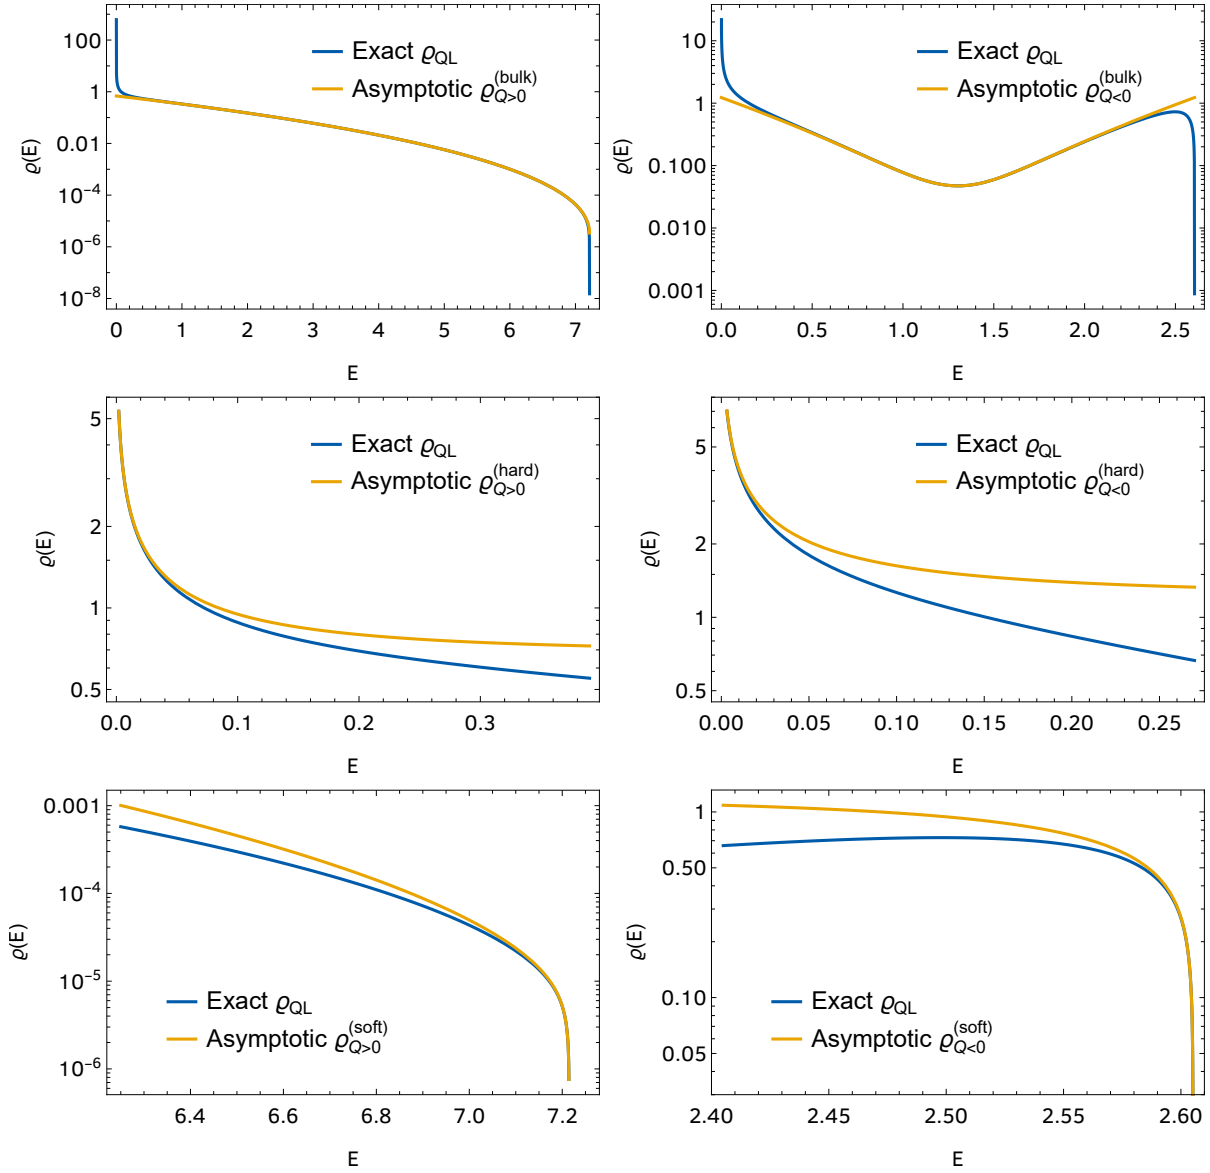 Exact ϱQL
Asymptotic ϱQ>0(bulk)
ϱ(E)
100
1
0.01
10−4
10−6
10−8
0 1 2 3 4 5 6 7
E
Exact ϱQL
Asymptotic ϱQ<0(bulk)
ϱ(E)
10
1
0.100
0.010
0.001
0.0 0.5 1.0 1.5 2.0 2.5
E
Exact ϱQL
Asymptotic ϱQ>0(hard)
ϱ(E)
5
2
1
0.5
0.0 0.1 0.2 0.3
E
Exact ϱQL
Asymptotic ϱQ<0(hard)
ϱ(E)
5
2
1
0.5
0.00 0.05 0.10 0.15 0.20 0.25
E
0.001
10−4
10−5
10−6
ϱ(E)
Exact ϱQL
Asymptotic ϱQ>0(soft)
6.4 6.6 6.8 7.0 7.2
E
1
0.50
0.10
0.05
ϱ(E)
Exact ϱQL
Asymptotic ϱQ<0(soft)
2.40 2.45 2.50 2.55 2.60
E